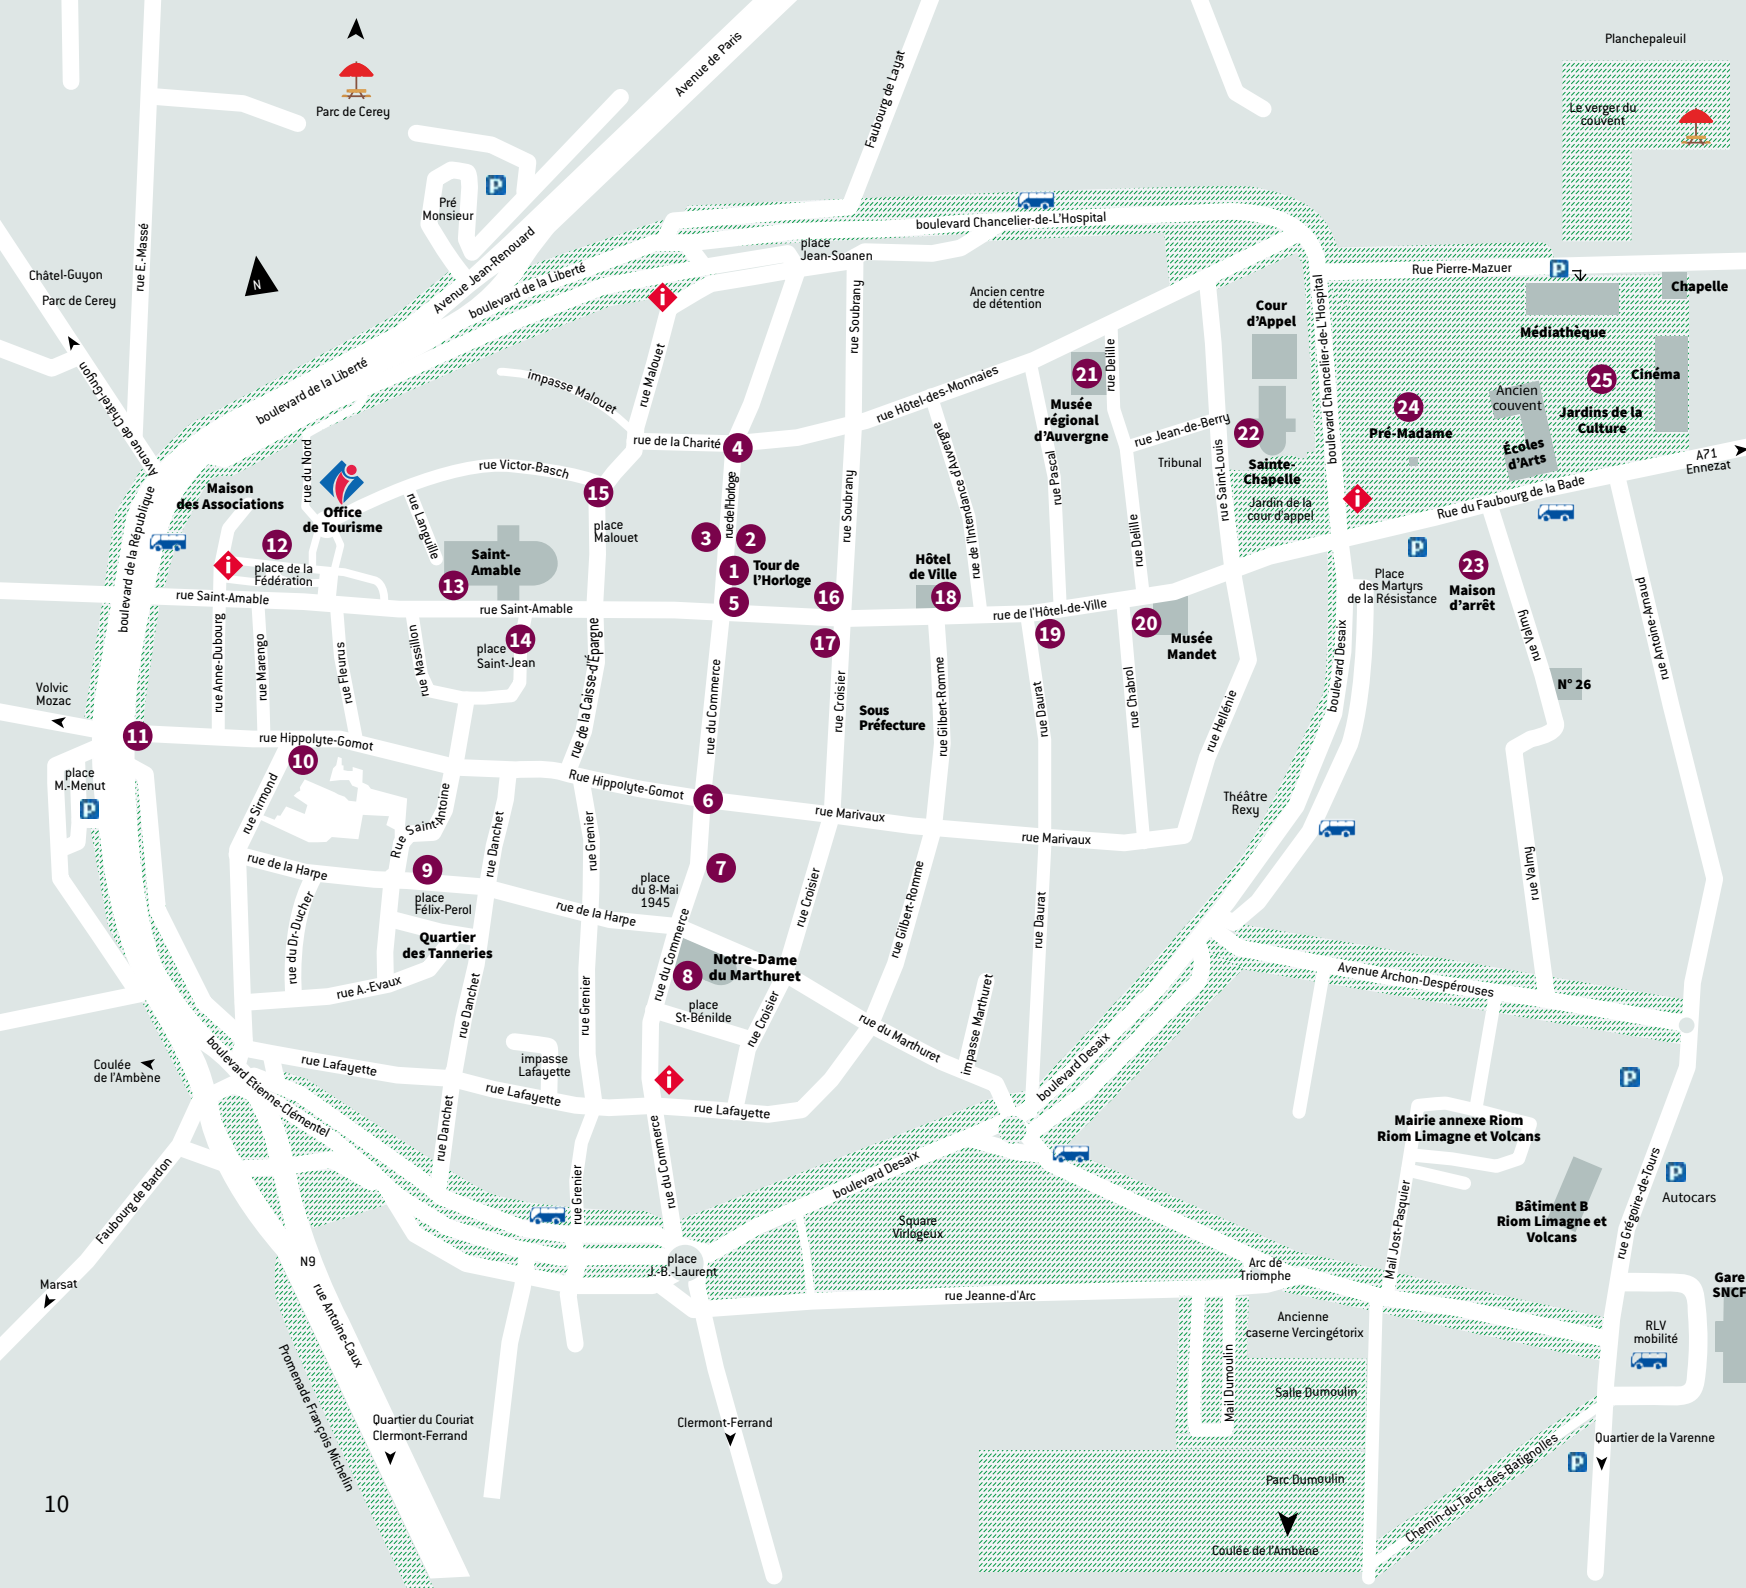 Planchepaleuil
Le verger du
couvent
Parc de Cerey
Avenue de Paris
Faubourg de Layat
Pré
Monsieur
P
rue E.-Massé
Châtel-Guyon
Parc de Cerey
N
Avenue de Châtel-Guyon
Avenue Jean-Renouard
boulevard de la Liberté
boulevard de la Liberté
boulevard Chancelier-de-L'Hospital
place
Jean-Soanen
i
Ancien centre
de détention
Rue Pierre-Mazuer
P
Chapelle
Médiathèque
Cour
d'Appel
boulevard Chancelier-de-L'Hospital
rue Soubrany
rue Malouet
impasse Malouet
rue Hôtel-des-Monnaies
21
Musée
régional
d'Auvergne
rue Delille
24
Pré-Madame
Ancien
couvent
25
Cinéma
Jardins de la
Culture
Écoles
d'Arts
A71
Ennezat
rue de la Charité
4
rue Victor-Basch
15
place
Malouet
rue du Nord
Maison
des Associations
Office
de Tourisme
rue Languille
rue de l'Horloge
rue Soubrany
rue de l'Intendance d'Auvergne
rue Pascal
rue Jean-de-Berry
22
Tribunal
rue Saint-Louis
Sainte-
Chapelle
Jardin de la
cour d'appel
i
Rue du Faubourg de la Bade
boulevard de la République
12
i
place de la
Fédération
Saint-
Amable
13
3
2
1
Tour de
l'Horloge
5
16
Hôtel
de Ville
18
rue Delille
P
Place
des Martyrs
de la Résistance
23
Maison
d'arrêt
rue Saint-Amable
rue Saint-Amable
14
place
Saint-Jean
17
rue de l'Hôtel-de-Ville
19
20
Musée
Mandet
rue Anne-Dubourg
rue Marengo
rue Fleurus
rue Massillon
rue de la Caisse-d'Épargne
rue du Commerce
rue Croisier
Sous
Préfecture
rue Gilbert-Romme
rue Daurat
rue Chabrol
rue Hellénie
boulevard Desaix
rue Valmy
N° 26
rue Antoine-Arnaud
Volvic
Mozac
11
rue Hippolyte-Gomot
10
place
M.-Menut
P
rue Sirmond
Rue Hippolyte-Gomot
6
rue Marivaux
rue Marivaux
Théâtre
Rexy
Rue Saint-Antoine
rue Danchet
rue Grenier
rue de la Harpe
9
place
Félix-Perol
7
place
du 8-Mai
1945
rue de la Harpe
rue Croisier
rue Gilbert-Romme
rue Daurat
rue Valmy
rue du Dr-Ducher
Quartier
des Tanneries
rue du Commerce
8
Notre-Dame
du Marthuret
rue A.-Evaux
rue Danchet
rue Grenier
place
St-Bénilde
rue Croisier
rue du Marthuret
impasse Marthuret
Avenue Archon-Despérouses
Coulée
de l'Ambène
boulevard Etienne-Clémentel
rue Lafayette
impasse
Lafayette
rue Lafayette
i
rue Lafayette
boulevard Desaix
P
Mairie annexe Riom
Riom Limagne et Volcans
rue Danchet
rue Grenier
rue du Commerce
boulevard Desaix
Faubourg de Bardon
Square
Virlogeux
Mail Jost-Pasquier
P
Autocars
Bâtiment B
Riom Limagne et
Volcans
rue Grégoire-de-Tours
N9
place
J.-B.-Laurent
Arc de
Triomphe
Marsat
rue Antoine-Caux
rue Jeanne-d'Arc
Gare
SNCF
Ancienne
caserne Vercingétorix
RLV
mobilité
Promenade François Michelin
Mail Dumoulin
Salle Dumoulin
Quartier du Couriat
Clermont-Ferrand
Clermont-Ferrand
Quartier de la Varenne
P
Chemin-du-Tacot-des-Batignolles
Parc Dumoulin
Coulée de l'Ambène
10